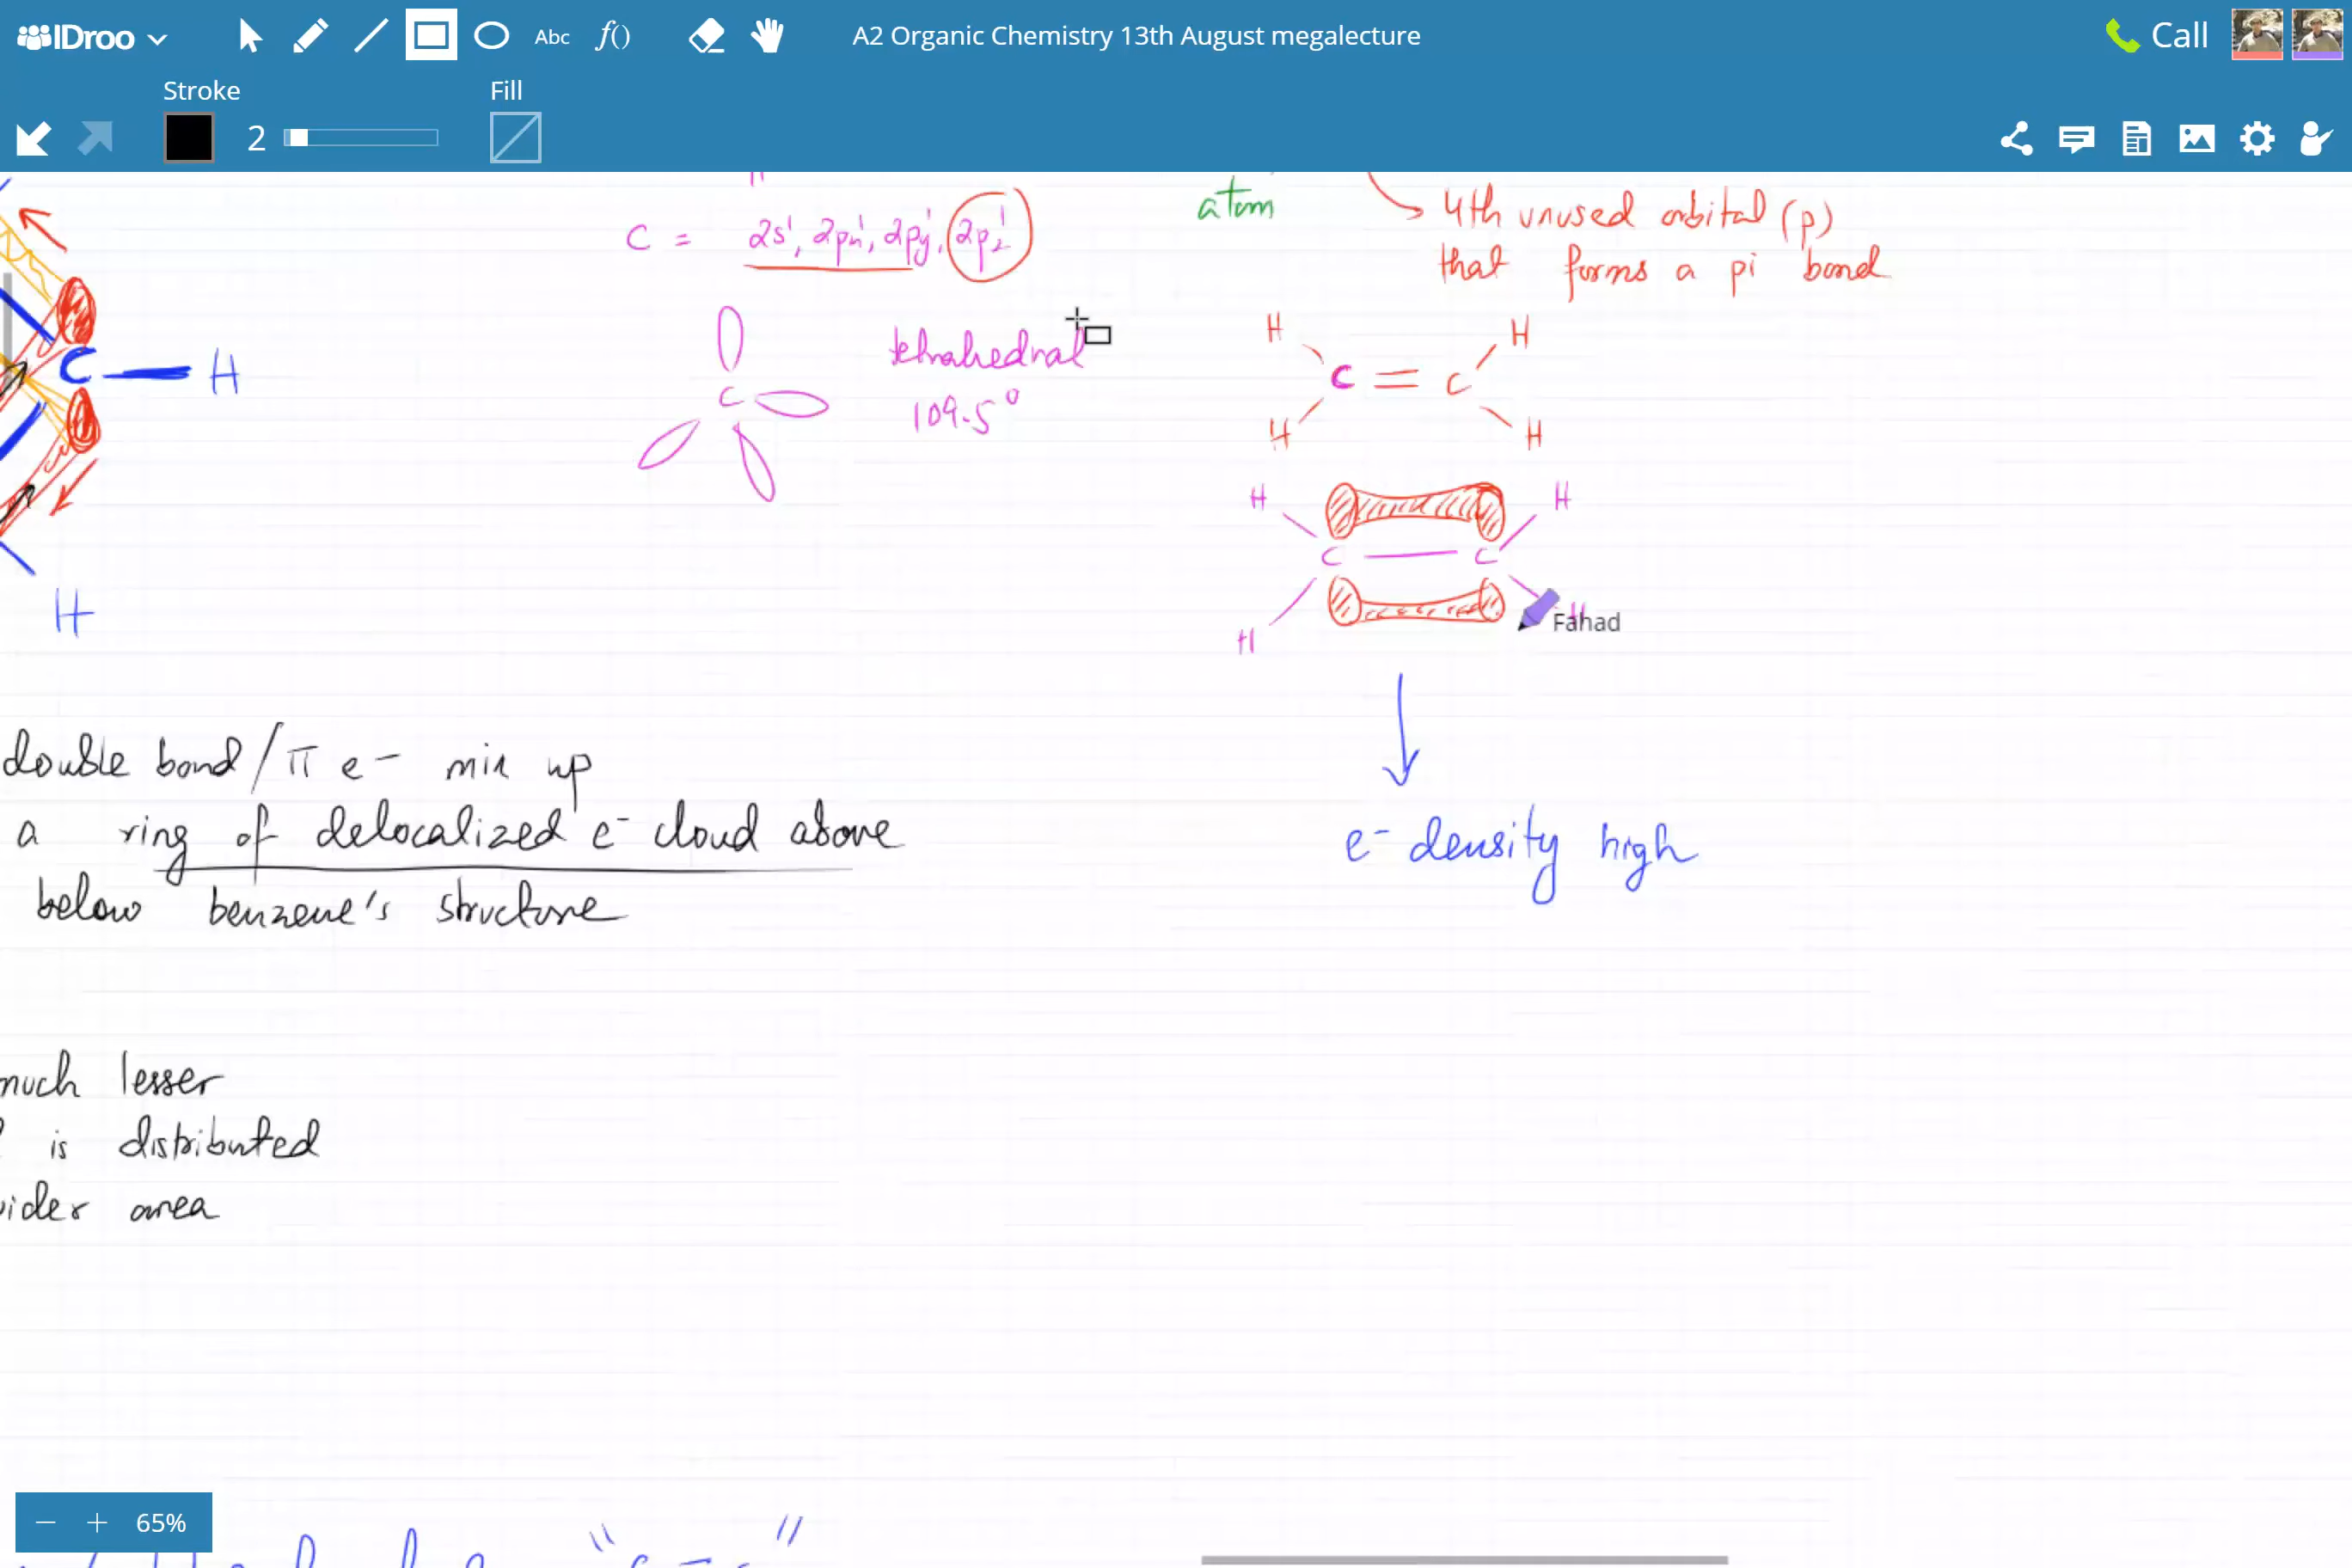 IDroo
Abc
f()
A2 Organic Chemistry 13th August megalecture
Call
Stroke
Fill
2
atom
4th unused orbital (p)
that forms a pi bond
C = 2s¹, 2px¹, 2py¹, 2pz¹
tetrahedral
109.5°
C
H H
C = C
H H
C — H
H
H H
C — C
H H
Fahad
double bond/π e- mix up
a ring of delocalized e- cloud above
below benzene's structure
e- density high
much lesser
is distributed
wider area
65%